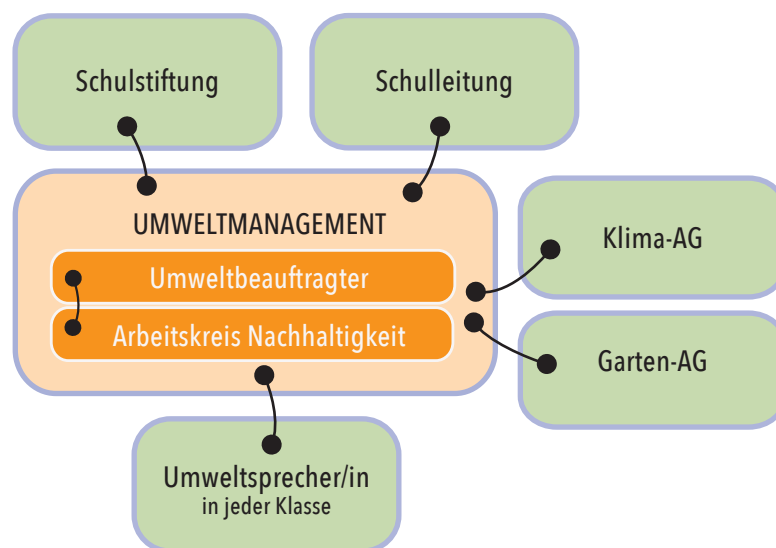 Schulstiftung
Schulleitung
UMWELTMANAGEMENT
Umweltbeauftragter
Arbeitskreis Nachhaltigkeit
Klima-AG
Garten-AG
Umweltsprecher/in
in jeder Klasse